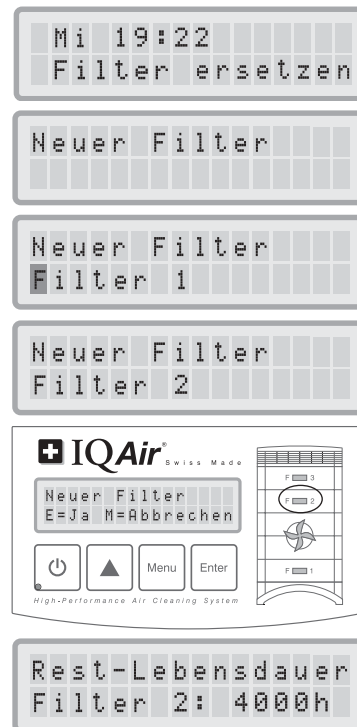 Mi 19:22
Filter ersetzen
Neuer Filter
Neuer Filter
Filter 1
Neuer Filter
Filter 2
IQAir® Swiss Made
Neuer Filter
E=Ja M=Abbrechen
Menu
Enter
High-Performance Air Cleaning System
F 3
F 2
F 1
Rest-Lebensdauer
Filter 2: 4000h